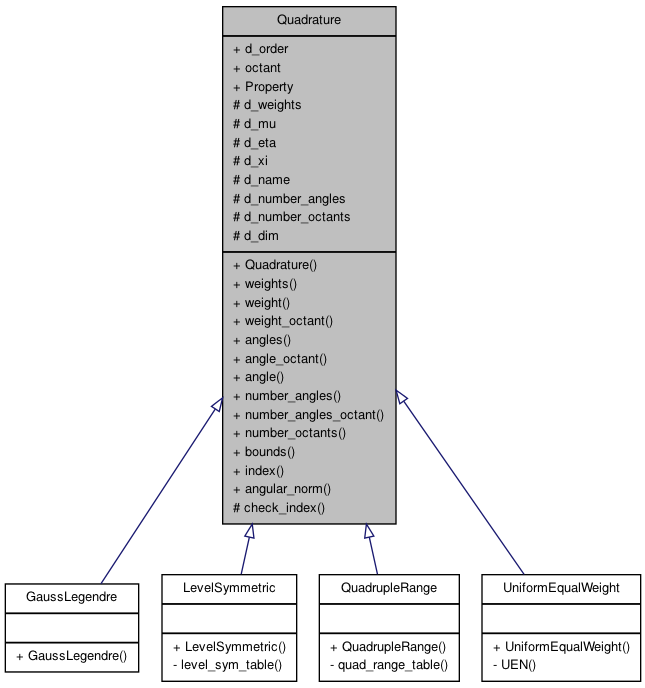 Quadrature
+ d_order
+ octant
+ Property
# d_weights
# d_mu
# d_eta
# d_xi
# d_name
# d_number_angles
# d_number_octants
# d_dim
+ Quadrature()
+ weights()
+ weight()
+ weight_octant()
+ angles()
+ angle_octant()
+ angle()
+ number_angles()
+ number_angles_octant()
+ number_octants()
+ bounds()
+ index()
+ angular_norm()
# check_index()
GaussLegendre
+ GaussLegendre()
LevelSymmetric
+ LevelSymmetric()
- level_sym_table()
QuadrupleRange
+ QuadrupleRange()
- quad_range_table()
UniformEqualWeight
+ UniformEqualWeight()
- UEN()